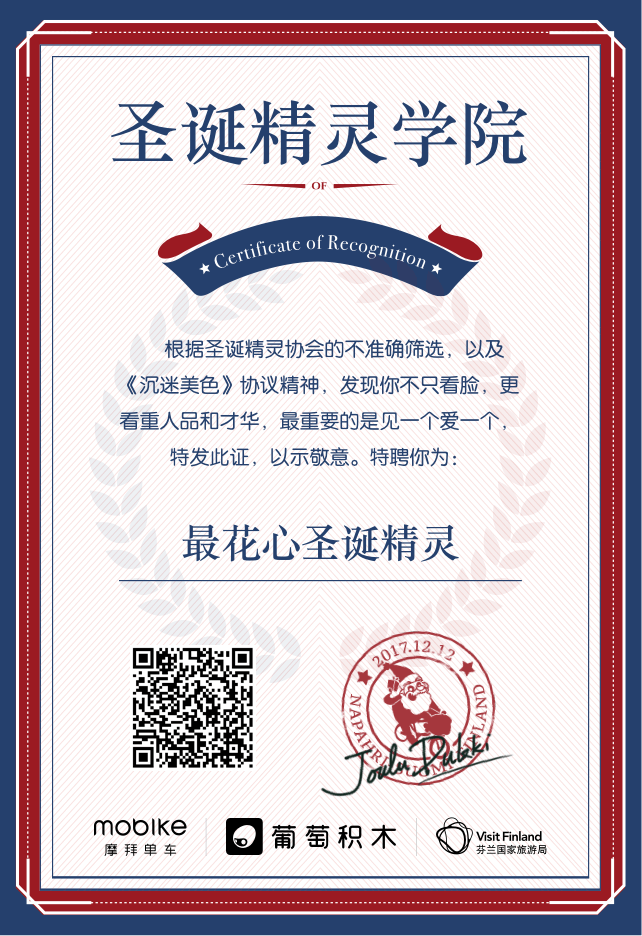 圣诞精灵学院
OF
Certificate of Recognition
根据圣诞精灵协会的不准确筛选，以及
《沉迷美色》协议精神，发现你不只看脸，更
看重人品和才华，最重要的是见一个爱一个，
特发此证，以示敬意。特聘你为：
最花心圣诞精灵
2017.12.12
mobike
摩拜单车
葡萄积木
Visit Finland
芬兰国家旅游局